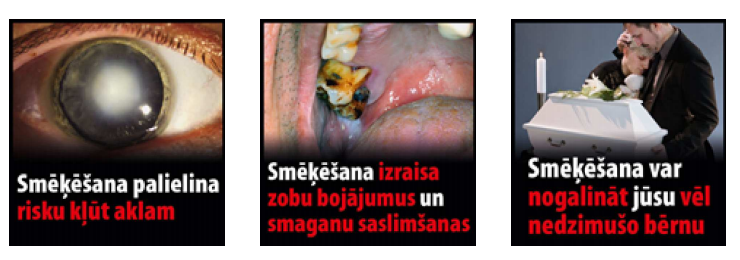 Smēķēšana palielina
risku kļūt aklam
Smēķēšana izraisa
zobu bojājumus un
smaganu saslimšanas
Smēķēšana var
nogalināt jūsu vēl
nedzimušo bērnu